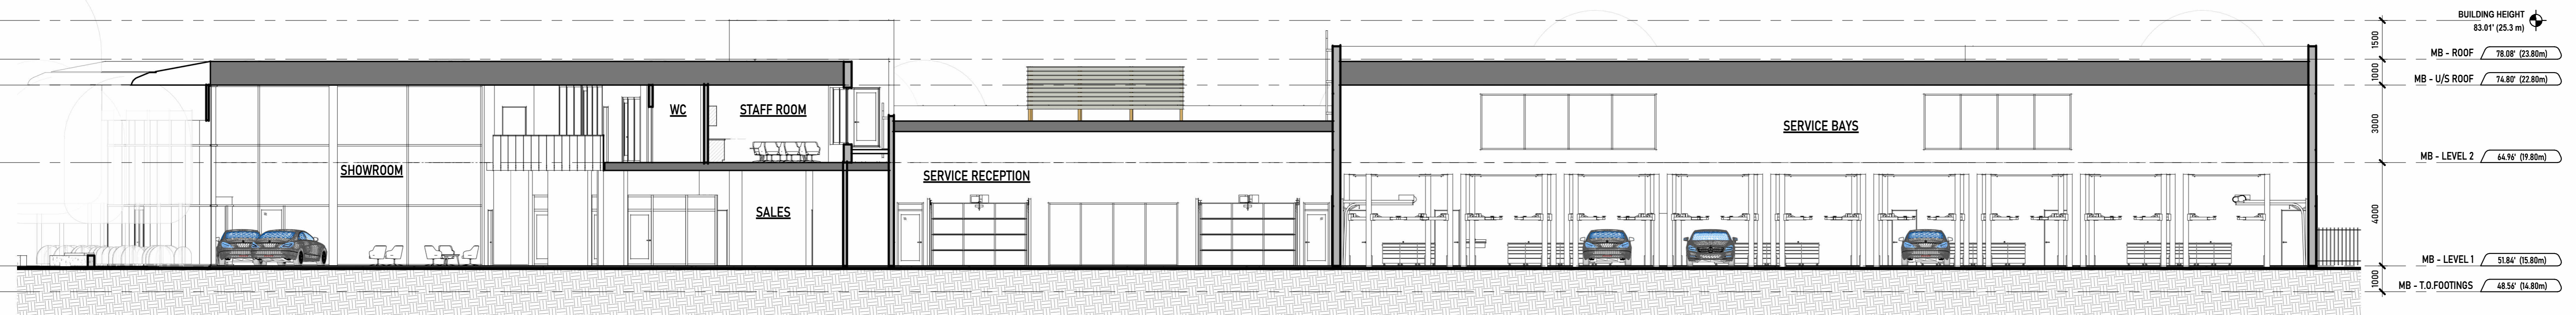 BUILDING HEIGHT
83.01' (25.3 m)
1500
MB - ROOF 78.08' (23.80m)
1000
MB - U/S ROOF 74.80' (22.80m)
WC
STAFF ROOM
3000
SERVICE BAYS
MB - LEVEL 2 64.96' (19.80m)
SHOWROOM
SERVICE RECEPTION
SALES
4000
MB - LEVEL 1 51.84' (15.80m)
1000
MB - T.O.FOOTINGS 48.56' (14.80m)